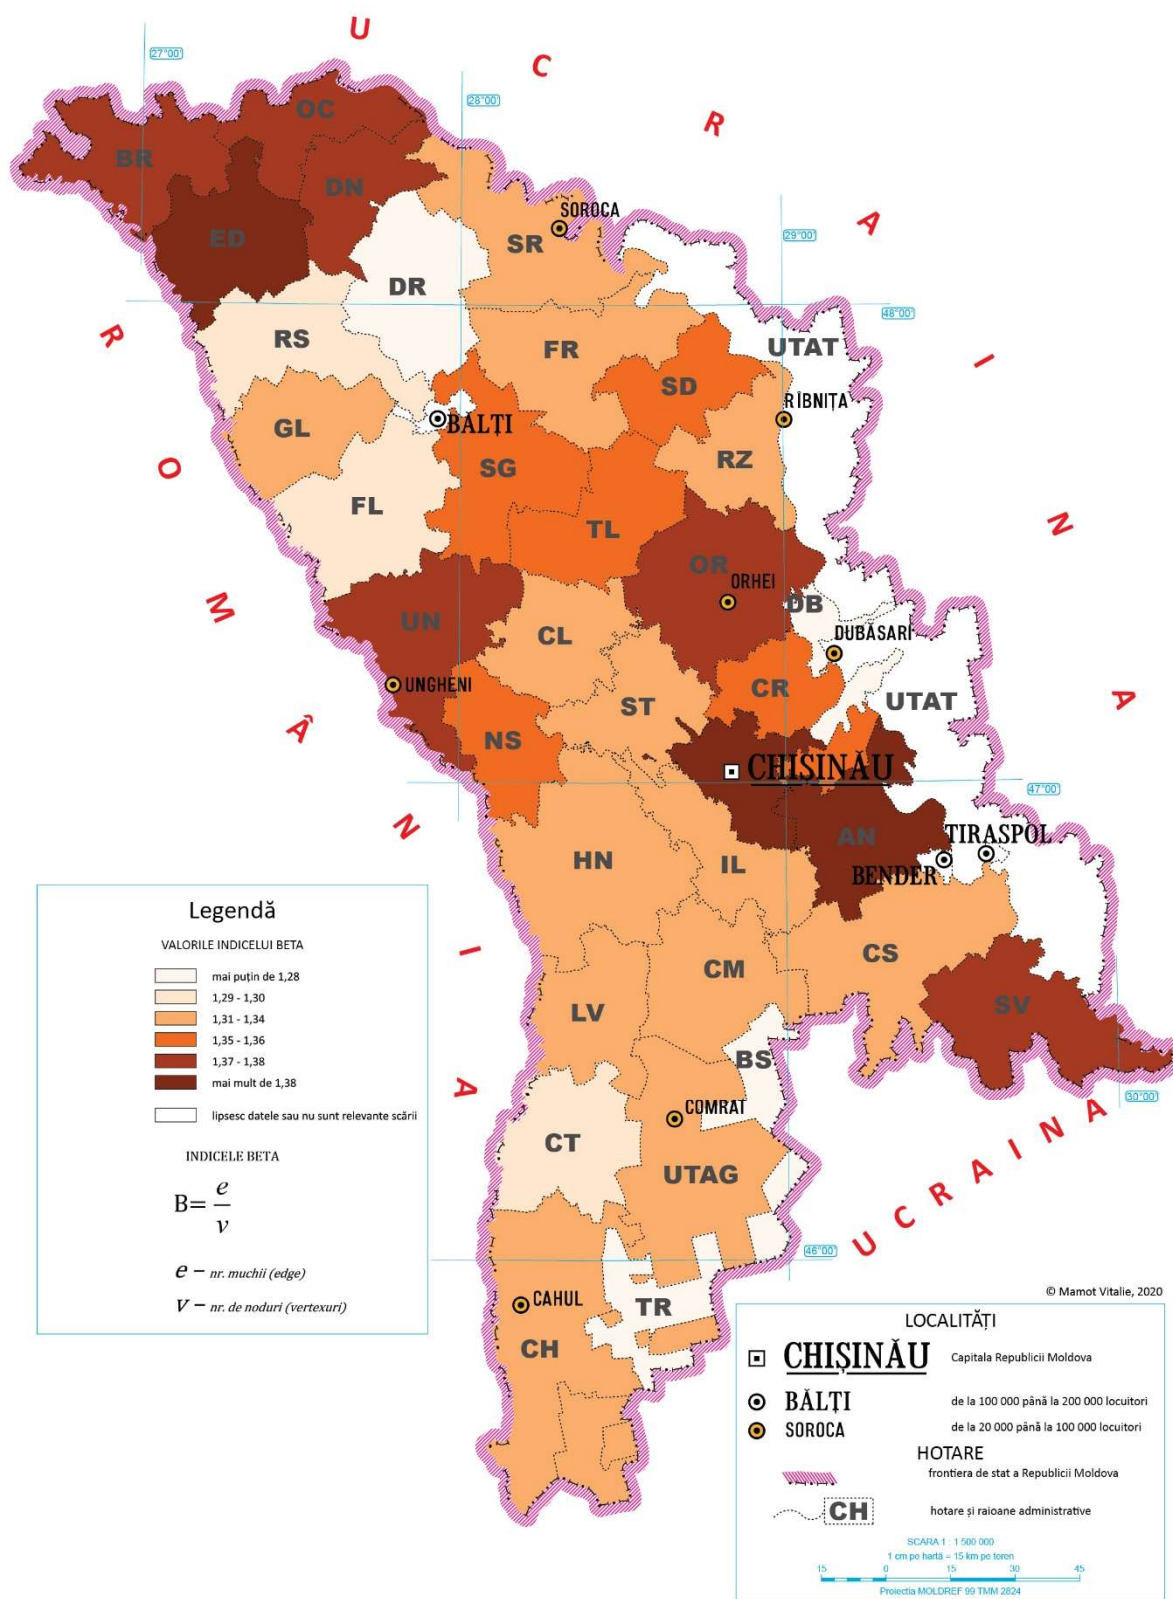 U C R A I N A
27°00'
28°00'
OC
BR
DN
SOROCA
ED
SR
29°00'
DR
48°00'
R O M Â N I A
RS
FR
UTAT
SD
RÎBNIȚA
GL
BĂLȚI
RZ
SG
FL
TL
OR
ORHEI
DB
UN
CL
DUBĂSARI
UNGHENI
CR
ST
UTAT
NS
CHIȘINĂU
47°00'
AN
TIRASPOL
HN
IL
BENDER
CM
CS
LV
SV
BS
30°00'
COMRAT
CT
UTAG
U C R A I N A
46°00'
CAHUL
TR
CH
Legendă
VALORILE INDICELUI BETA
mai puțin de 1,28
1,29 - 1,30
1,31 - 1,34
1,35 - 1,36
1,37 - 1,38
mai mult de 1,38
lipsesc datele sau nu sunt relevante scării
INDICELE BETA
B= e
v
e – nr. muchii (edge)
v – nr. de noduri (vertexuri)
© Mamot Vitalie, 2020
LOCALITĂȚI
CHIȘINĂU Capitala Republicii Moldova
BĂLȚI de la 100 000 până la 200 000 locuitori
SOROCA de la 20 000 până la 100 000 locuitori
HOTARE
frontiera de stat a Republicii Moldova
CH hotare și raioane administrative
SCARA 1 : 1 500 000
1 cm pe hartă = 15 km pe teren
15 0 15 30 45
Proiectia MOLDREF 99 TMM 2824